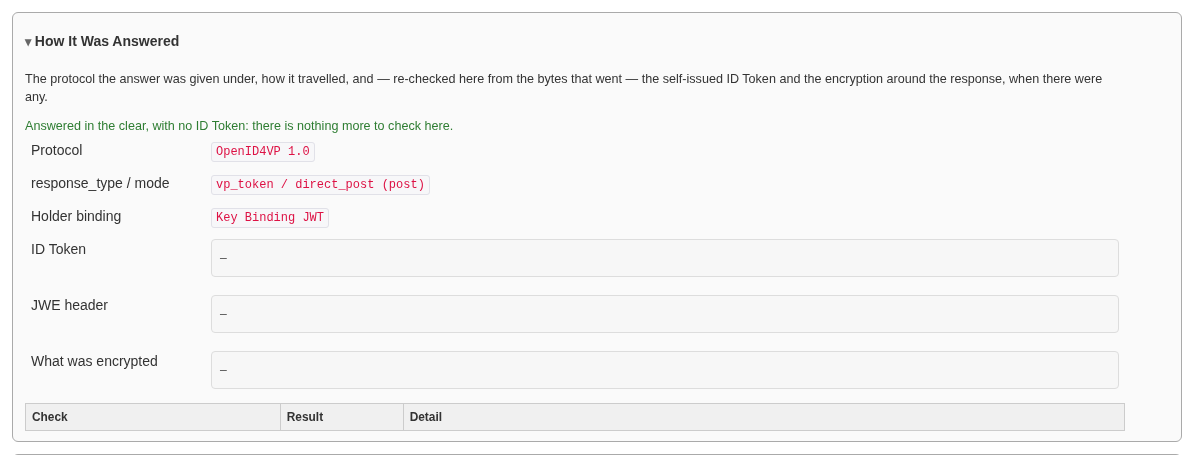 ▾ How It Was Answered
The protocol the answer was given under, how it travelled, and — re-checked here from the bytes that went — the self-issued ID Token and the encryption around the response, when there were
any.
Answered in the clear, with no ID Token: there is nothing more to check here.
Protocol OpenID4VP 1.0
response_type / mode vp_token / direct_post (post)
Holder binding Key Binding JWT
ID Token –
JWE header –
What was encrypted –
Check Result Detail